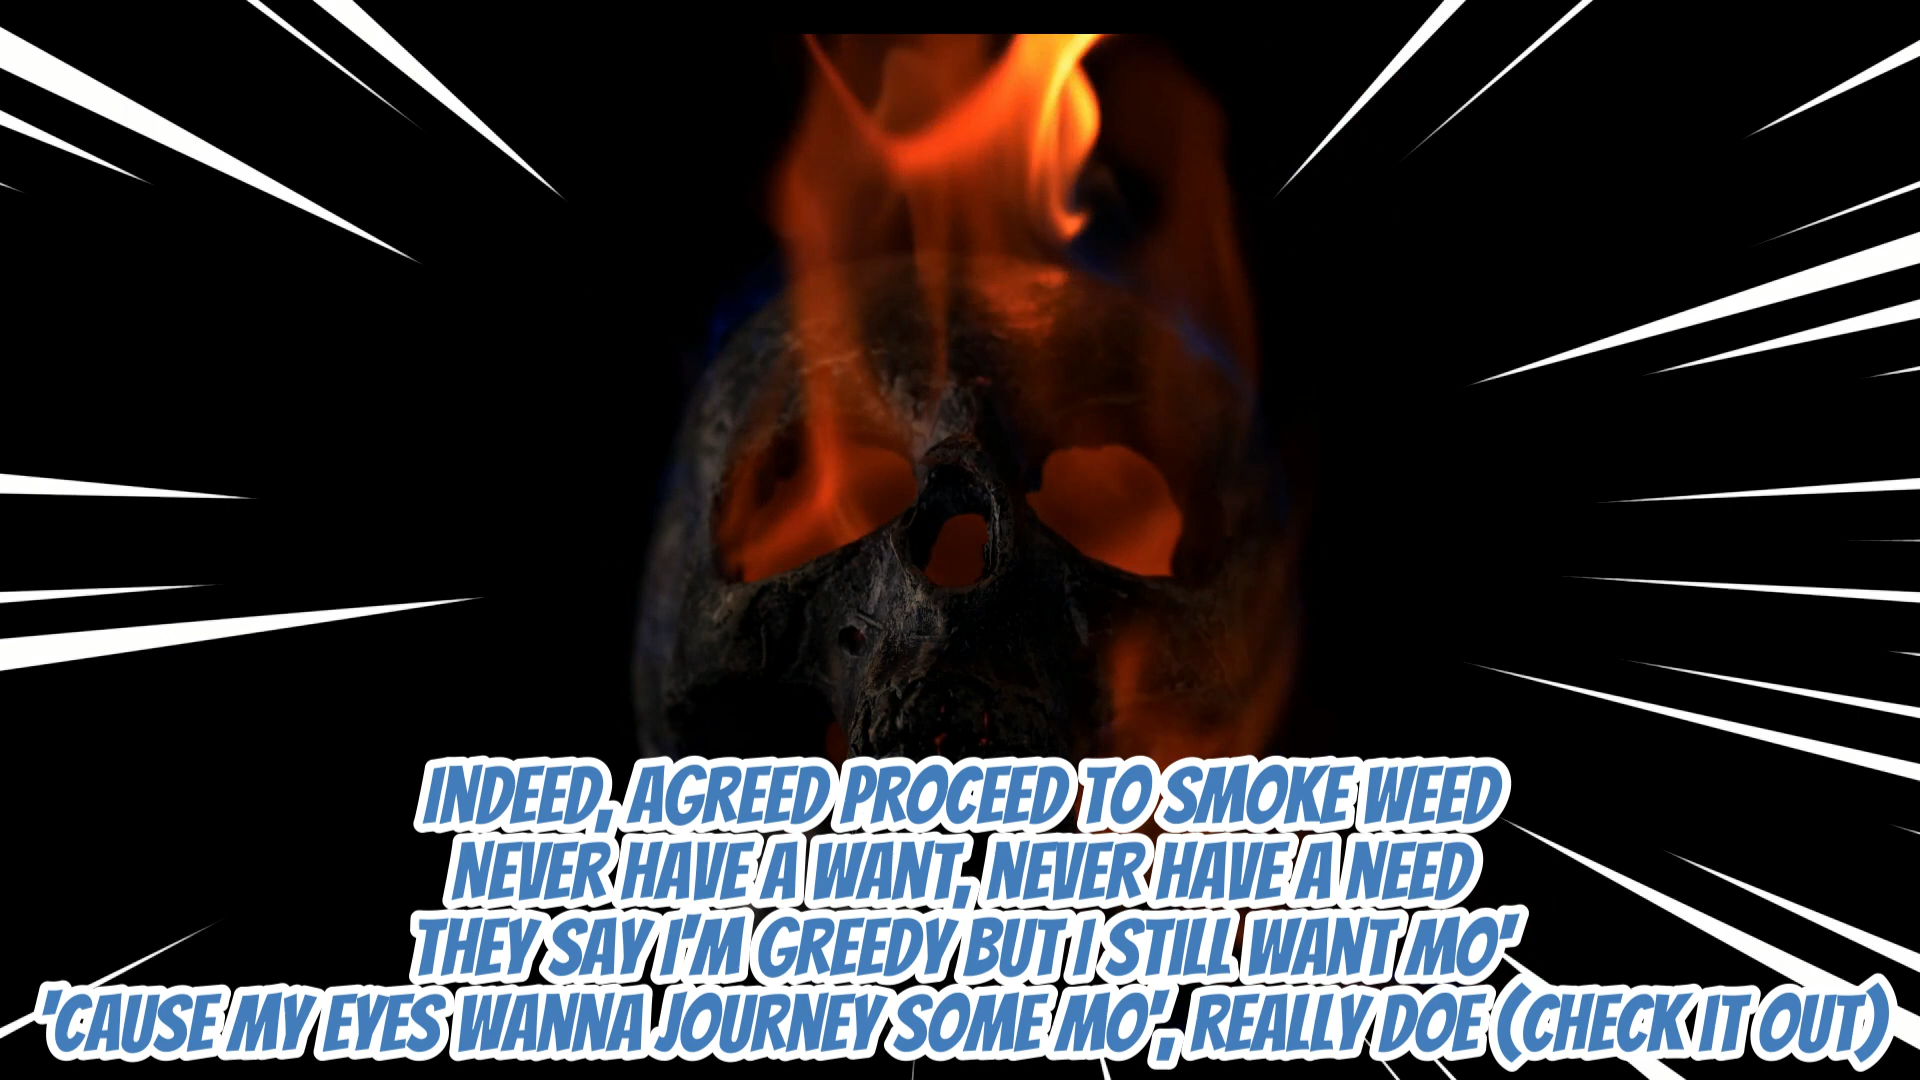 INDEED, AGREED PROCEED TO SMOKE WEED
NEVER HAVE A WANT, NEVER HAVE A NEED
THEY SAY I'M GREEDY BUT I STILL WANT MO'
'CAUSE MY EYES WANNA JOURNEY SOME MO', REALLY DOE (CHECK IT OUT)